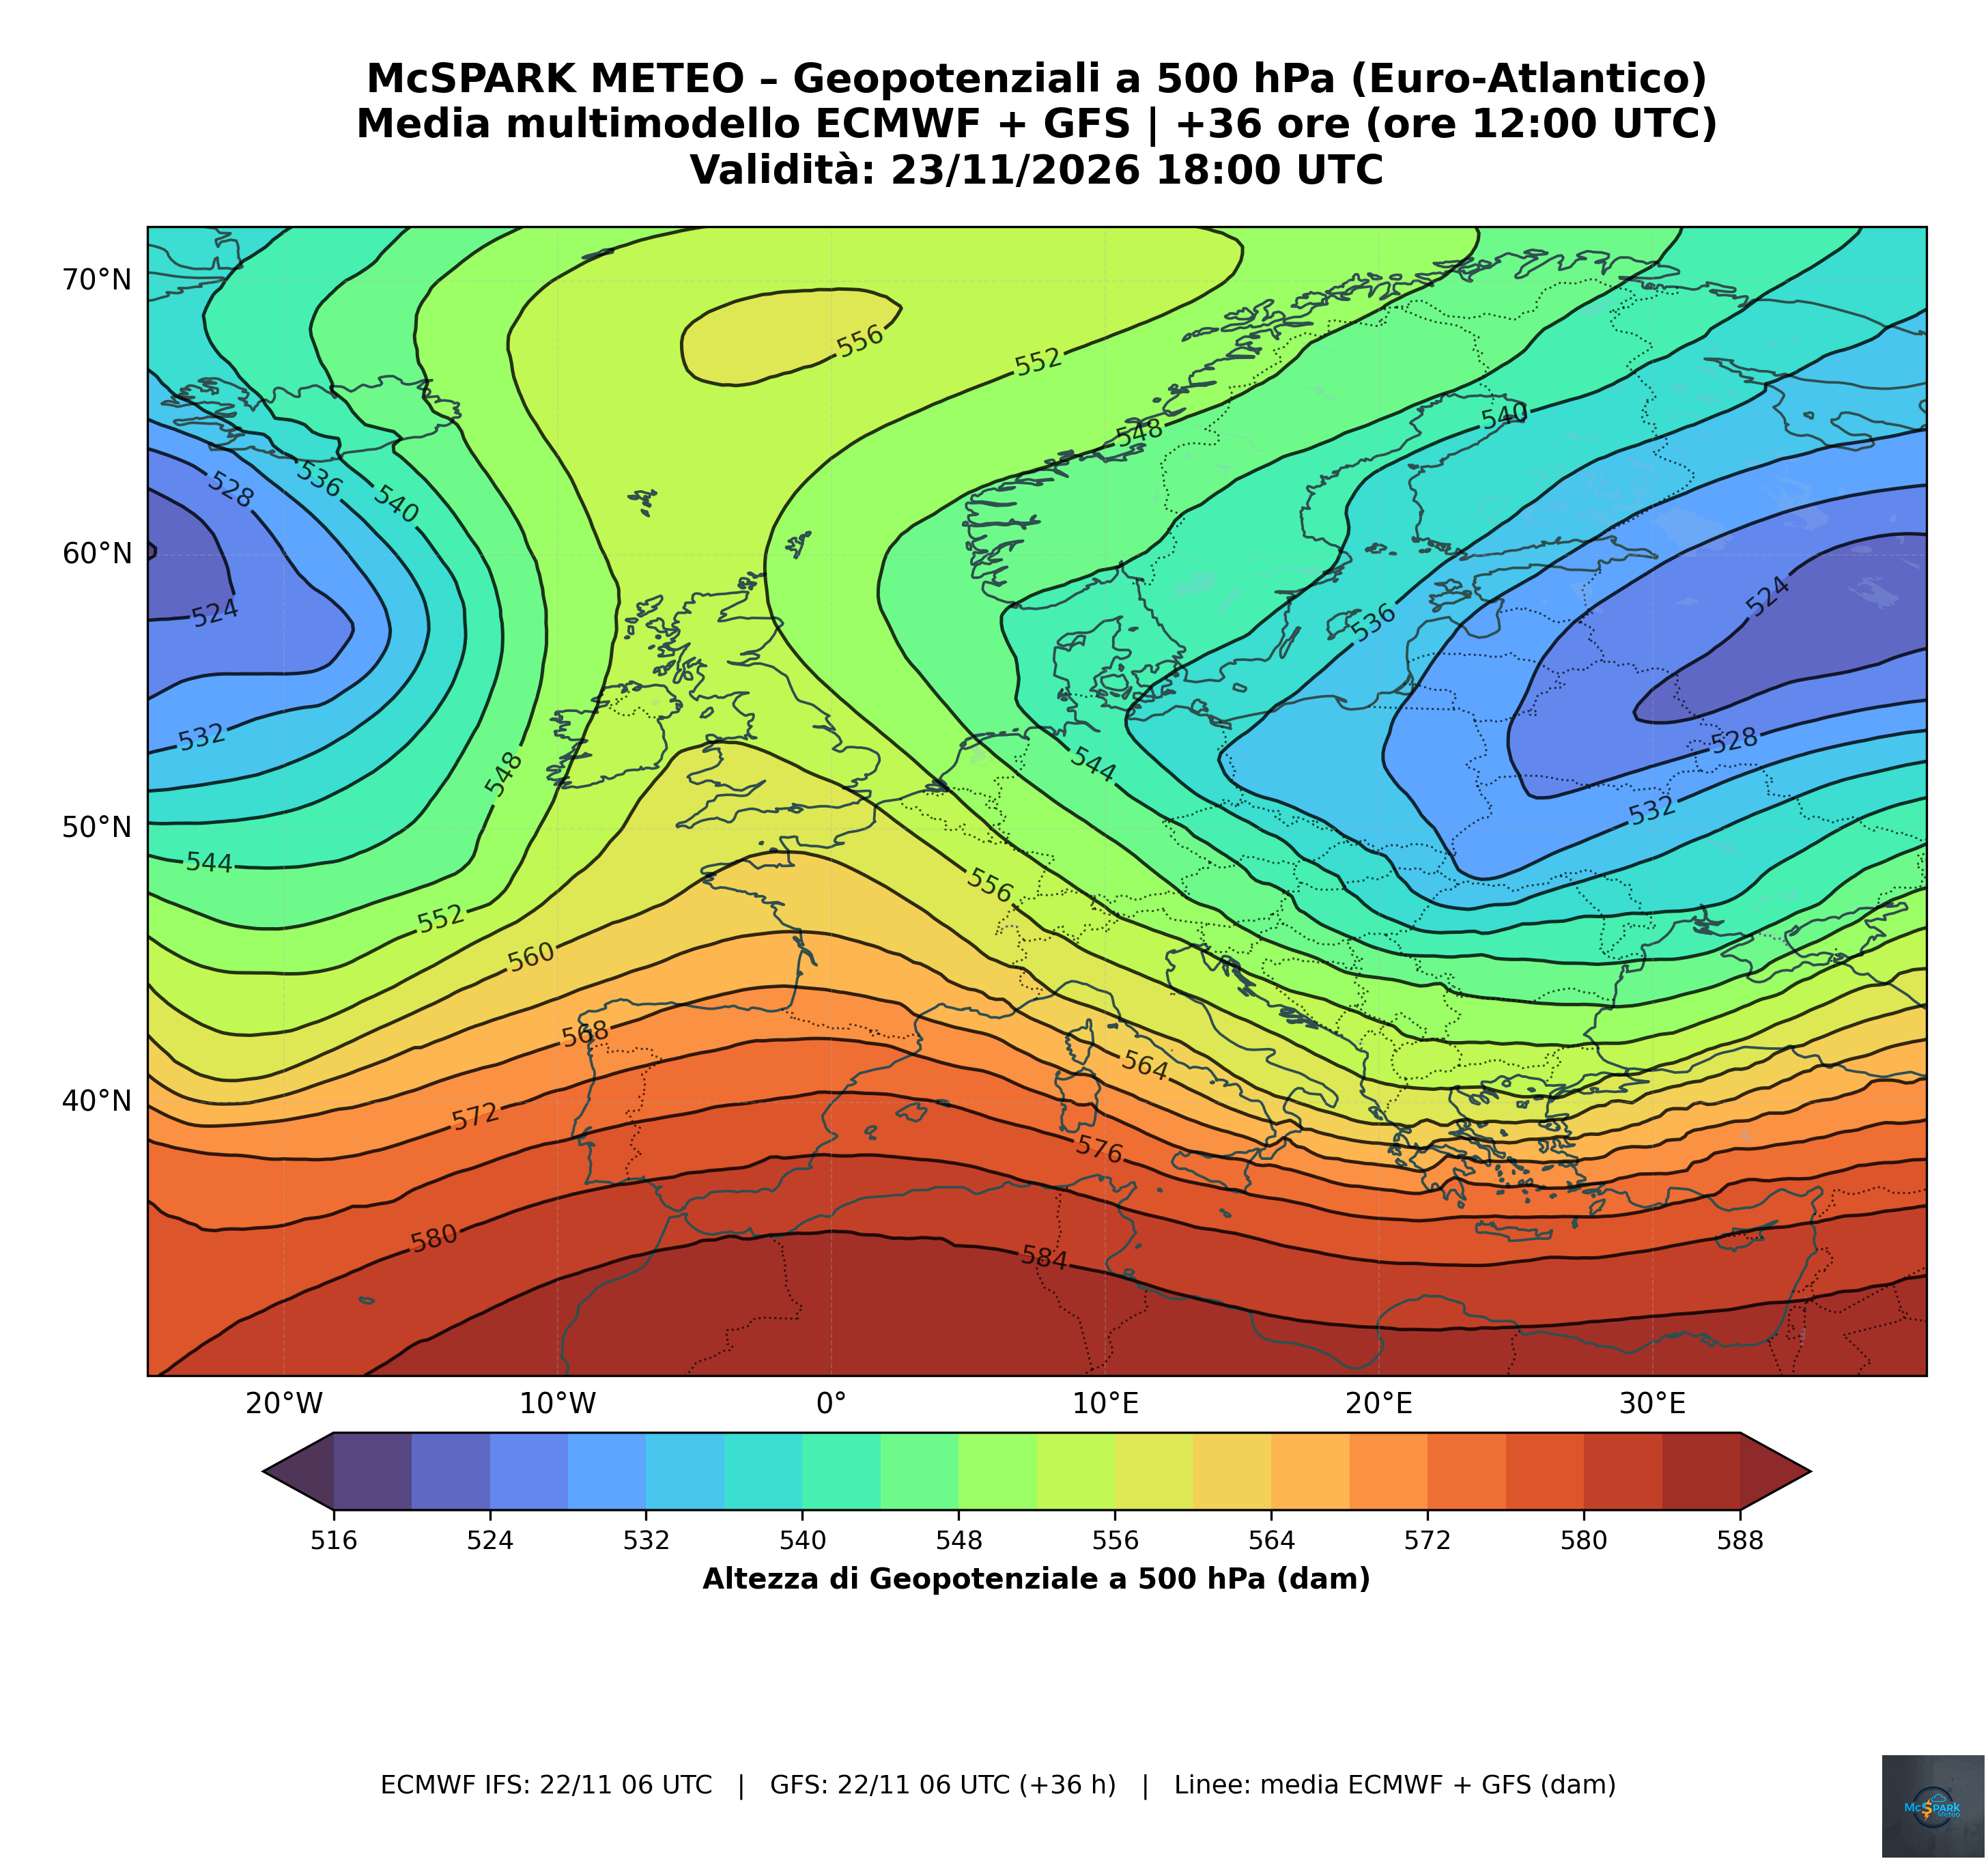 McSPARK METEO – Geopotenziali a 500 hPa (Euro-Atlantico)
Media multimodello ECMWF + GFS | +36 ore (ore 12:00 UTC)
Validità: 23/11/2026 18:00 UTC
70°N
60°N
50°N
40°N
556
552
548
540
536
528
540
536
524
524
532
548
544
528
532
544
556
552
560
568
564
572
576
580
584
20°W
10°W
0°
10°E
20°E
30°E
516
524
532
540
548
556
564
572
580
588
Altezza di Geopotenziale a 500 hPa (dam)
ECMWF IFS: 22/11 06 UTC | GFS: 22/11 06 UTC (+36 h) | Linee: media ECMWF + GFS (dam)
McSPARK
Meteo